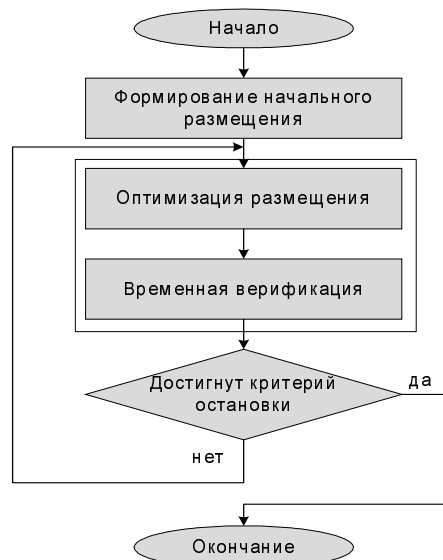 Начало
Формирование начального
размещения
Оптимизация размещения
Временная верификация
Достигнут критерий
остановки
да
нет
Окончание